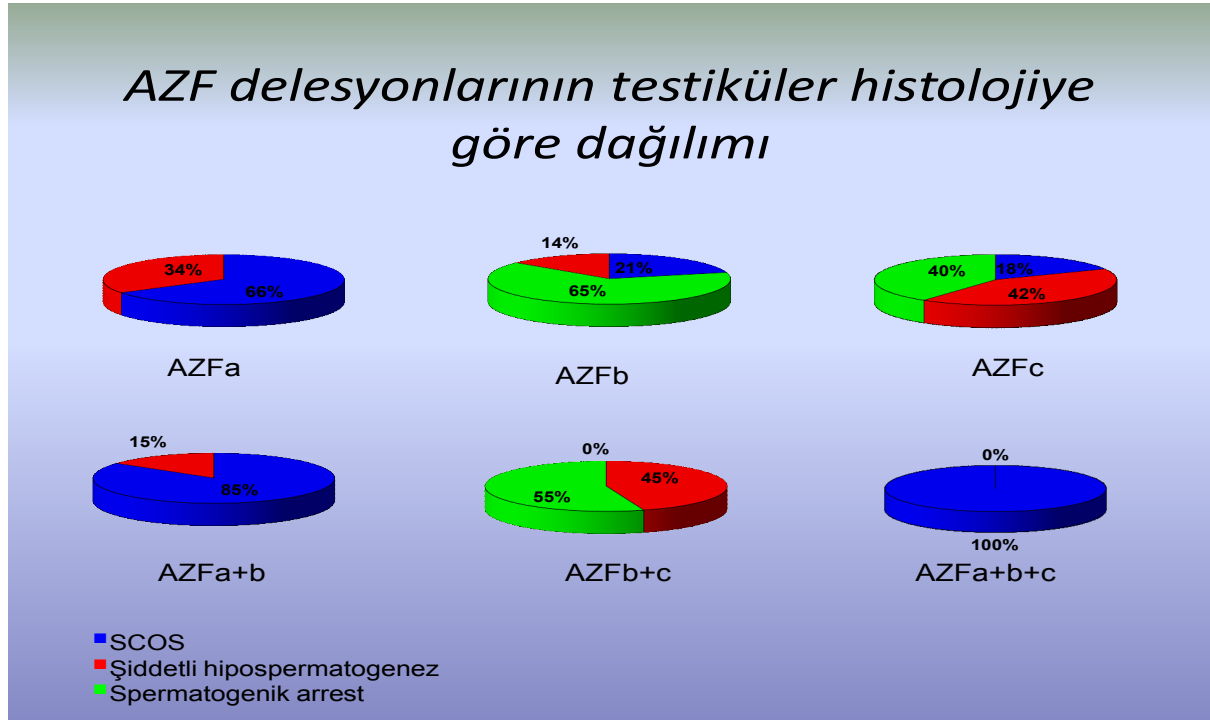 AZF delesyonlarının testiküler histolojiye
göre dağılımı
34%
66%
AZFa
14%
21%
65%
AZFb
40%
18%
42%
AZFc
15%
85%
AZFa+b
0%
45%
55%
AZFb+c
0%
100%
AZFa+b+c
SCOS
Şiddetli hipospermatogenez
Spermatogenik arrest